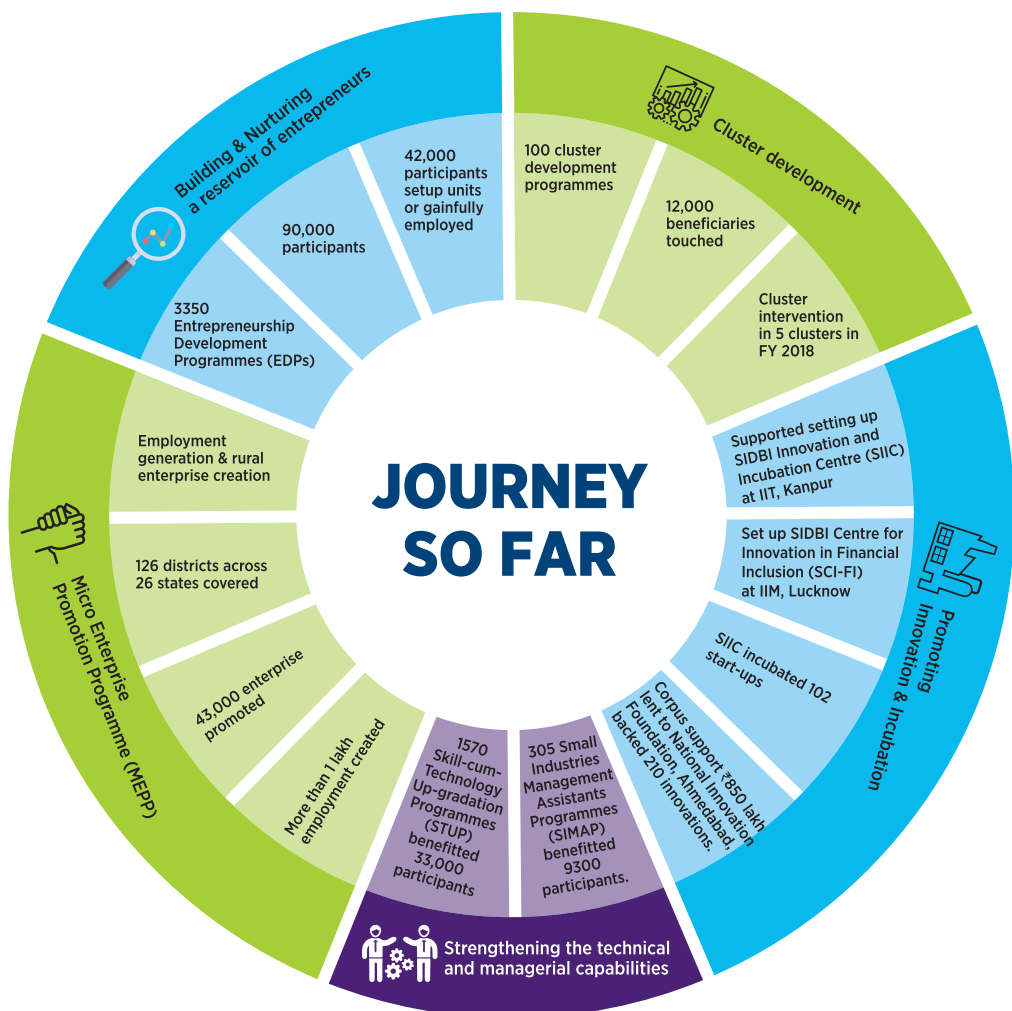 JOURNEY
SO FAR
Building & Nurturing
a reservoir of entrepreneurs
3350
Entrepreneurship
Development
Programmes (EDPs)
90,000
participants
42,000
participants
setup units
or gainfully
employed
Cluster development
100 cluster
development
programmes
12,000
beneficiaries
touched
Cluster
intervention
in 5 clusters in
FY 2018
Promoting
Innovation & Incubation
Supported setting up
SIDBI Innovation and
Incubation Centre (SIIC)
at IIT, Kanpur
Set up SIDBI Centre for
Innovation in Financial
Inclusion (SCI-FI)
at IIM, Lucknow
SIIC incubated 102
start-ups
Corpus support ₹850 lakh
lent to National Innovation
Foundation, Ahmedabad,
backed 210 innovations.
Strengthening the technical
and managerial capabilities
305 Small
Industries
Management
Assistants
Programmes
(SIMAP)
benefitted
9300
participants.
1570
Skill-cum-
Technology
Up-gradation
Programmes
(STUP)
benefitted
33,000
participants
Micro Enterprise
Promotion Programme (MEPP)
More than 1 lakh
employment created
43,000 enterprise
promoted
126 districts across
26 states covered
Employment
generation & rural
enterprise creation